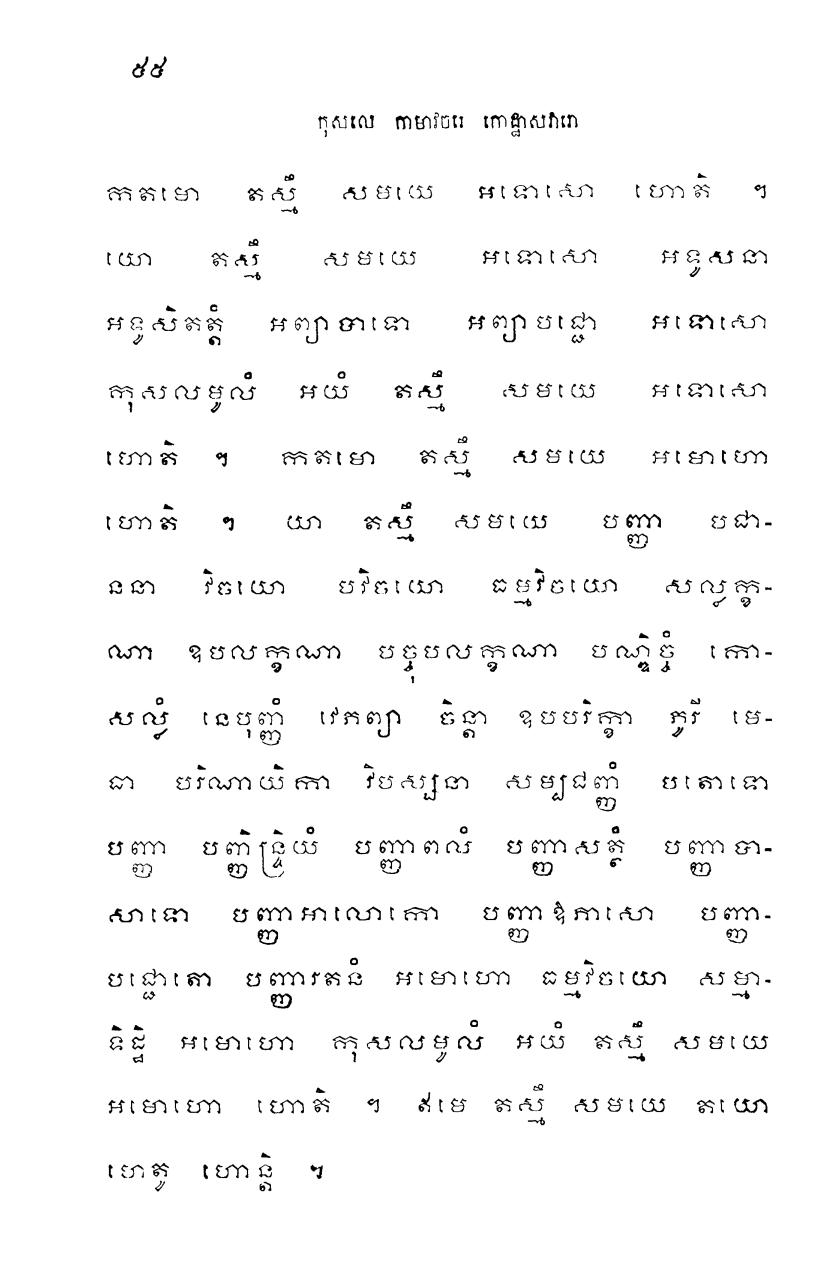 ៥៥
កុសលេ កាមាវចរេ កោដ្ឋាសវារោ
កតមោ តស្មឹ សមយេ អទោសោ ហោតិ ។
យោ តស្មឹ សមយេ អទោសោ អទូសនា
អទូសិតត្តំ អព្យាបាទោ អព្យាបជ្ជោ អទោសោ
កុសលមូលំ អយំ តស្មឹ សមយេ អទោសោ
ហោតិ ។ កតមោ តស្មឹ សមយេ អមោហោ
ហោតិ ។ យា តស្មឹ សមយេ បញ្ញា បជា-
ននា វិចយោ បវិចយោ ធម្មវិចយោ សល្លក្ខ-
ណា ឧបលក្ខណា បច្ចុបលក្ខណា បណ្ឌិច្ចំ កោ-
សល្លំ នេបុញ្ញំ វេភព្យា ចិន្តា ឧបបរិក្ខា ភូរី មេ-
ធា បរិណាយិកា វិបស្សនា សម្បជញ្ញំ បតោទោ
បញ្ញា បញ្ញិន្ទ្រិយំ បញ្ញាពលំ បញ្ញាសត្ថំ បញ្ញាបា-
សាទោ បញ្ញាអាលោកោ បញ្ញាឱភាសោ បញ្ញា-
បជ្ជោតោ បញ្ញារតនំ អមោហោ ធម្មវិចយោ សម្មា-
ទិដ្ឋិ អមោហោ កុសលមូលំ អយំ តស្មឹ សមយេ
អមោហោ ហោតិ ។ ឥមេ តស្មឹ សមយេ តយោ
ហេតូ ហោន្តិ ។